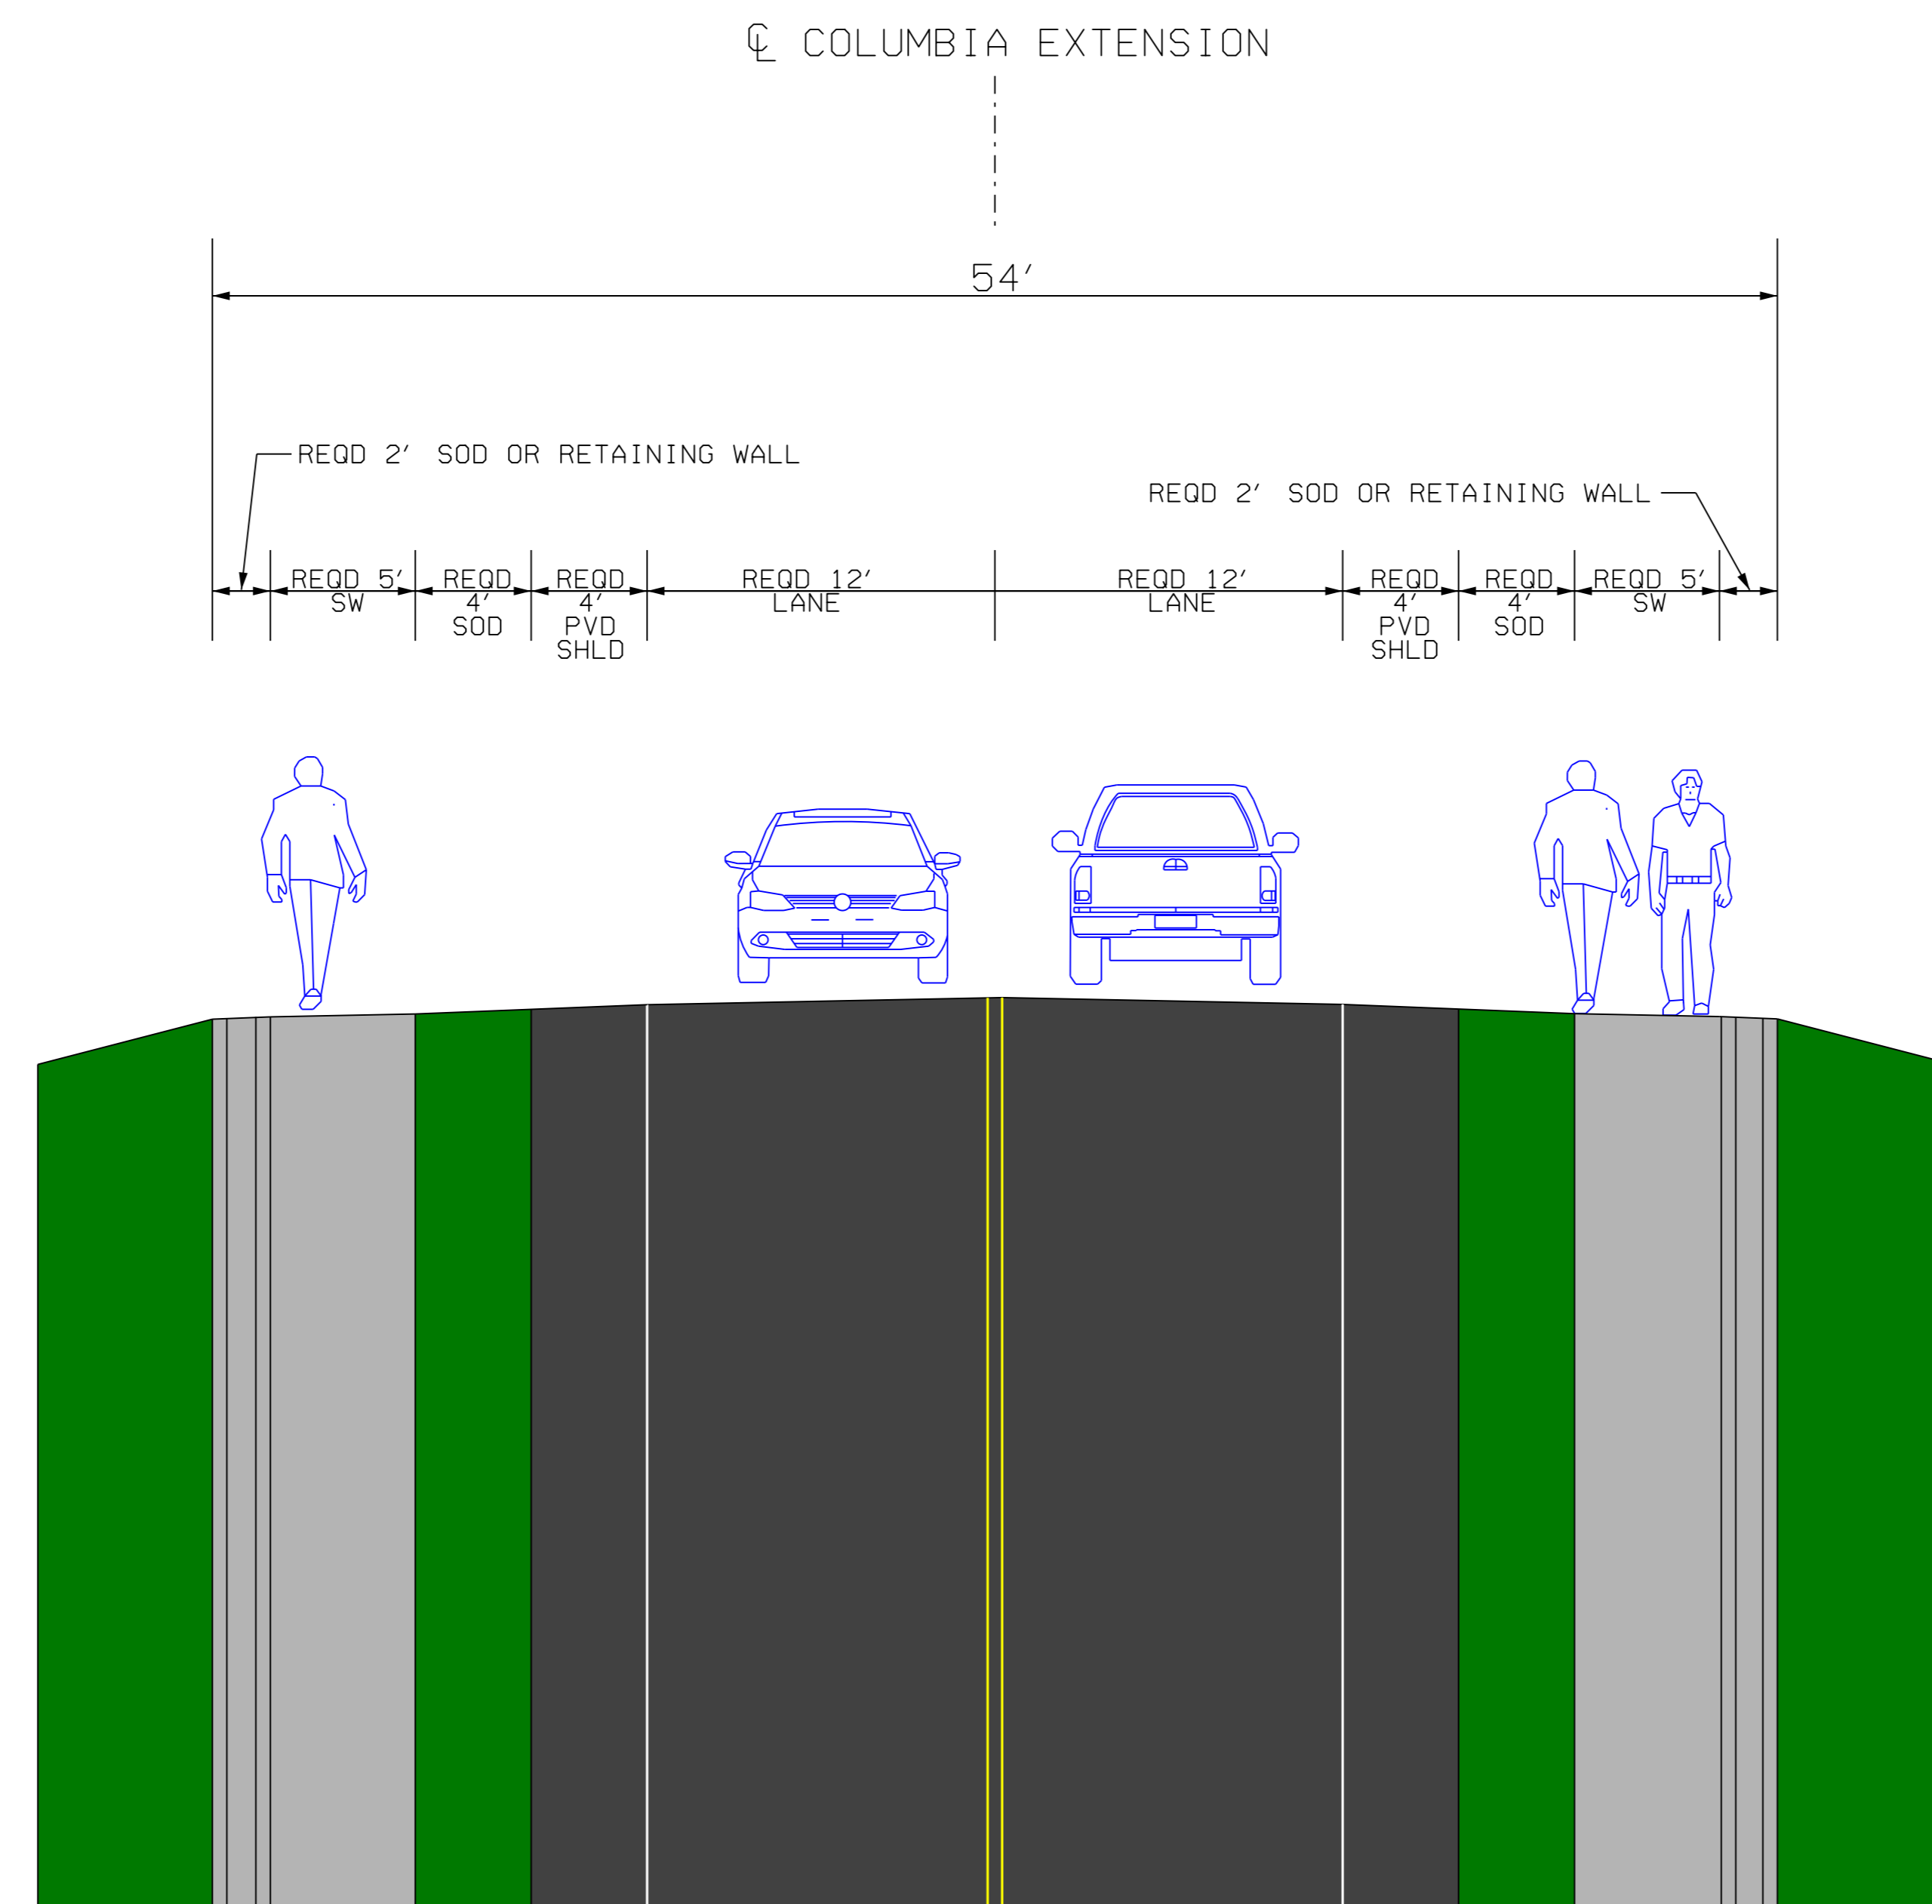 ℄ COLUMBIA EXTENSION
54'
REQD 2' SOD OR RETAINING WALL
REQD 2' SOD OR RETAINING WALL
REQD 5'
SW
REQD
4'
SOD
REQD
4'
PVD
SHLD
REQD 12'
LANE
REQD 12'
LANE
REQD
4'
PVD
SHLD
REQD
4'
SOD
REQD 5'
SW